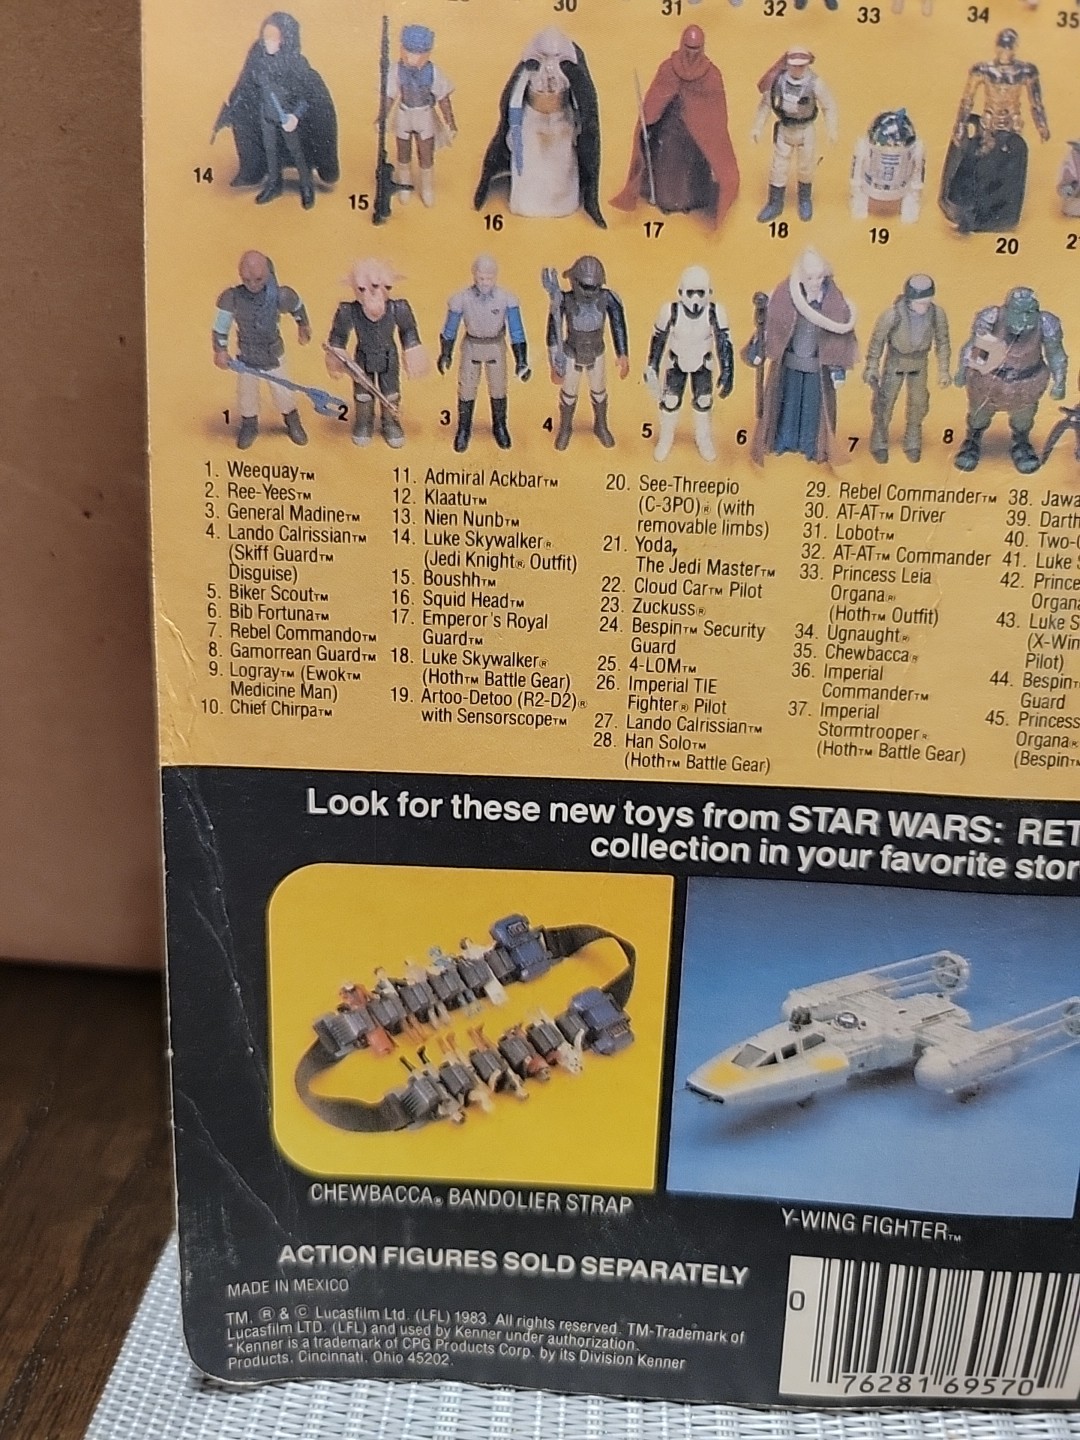 30 31 32 33 34 35
14 15 16 17 18 19 20
1 2 3 4 5 6 7 8
1. Weequay™
2. Ree-Yees™
3. General Madine™
4. Lando Calrissian™
(Skiff Guard™
Disguise)
5. Biker Scout™
6. Bib Fortuna™
7. Rebel Commando™
8. Gamorrean Guard™
9. Logray™ (Ewok™
Medicine Man)
10. Chief Chirpa™
11. Admiral Ackbar™
12. Klaatu™
13. Nien Nunb™
14. Luke Skywalker®
(Jedi Knight® Outfit)
15. Boushh™
16. Squid Head™
17. Emperor's Royal
Guard™
18. Luke Skywalker®
(Hoth™ Battle Gear)
19. Artoo-Detoo (R2-D2)®
with Sensorscope™
20. See-Threepio
(C-3PO)® (with
removable limbs)
21. Yoda,
The Jedi Master™
22. Cloud Car™ Pilot
23. Zuckuss®
24. Bespin™ Security
Guard
25. 4-LOM™
26. Imperial TIE
Fighter® Pilot
27. Lando Calrissian™
28. Han Solo™
(Hoth™ Battle Gear)
29. Rebel Commander™
30. AT-AT™ Driver
31. Lobot™
32. AT-AT™ Commander
33. Princess Leia
Organa®
(Hoth™ Outfit)
34. Ugnaught®
35. Chewbacca®
36. Imperial
Commander™
37. Imperial
Stormtrooper®
(Hoth™ Battle Gear)
38. Jawa
39. Darth
40. Two-
41. Luke
42. Prince
Organa
43. Luke S
(X-Win
Pilot)
44. Bespin™
Guard
45. Princess
Organa®
(Bespin™
Look for these new toys from STAR WARS: RET
collection in your favorite stor
CHEWBACCA® BANDOLIER STRAP
Y-WING FIGHTER™
ACTION FIGURES SOLD SEPARATELY
MADE IN MEXICO
TM, ® & © Lucasfilm Ltd. (LFL) 1983. All rights reserved. TM-Trademark of
Lucasfilm LTD. (LFL) and used by Kenner under authorization.
*Kenner is a trademark of CPG Products Corp. by its Division Kenner
Products, Cincinnati, Ohio 45202.
0 76281 69570